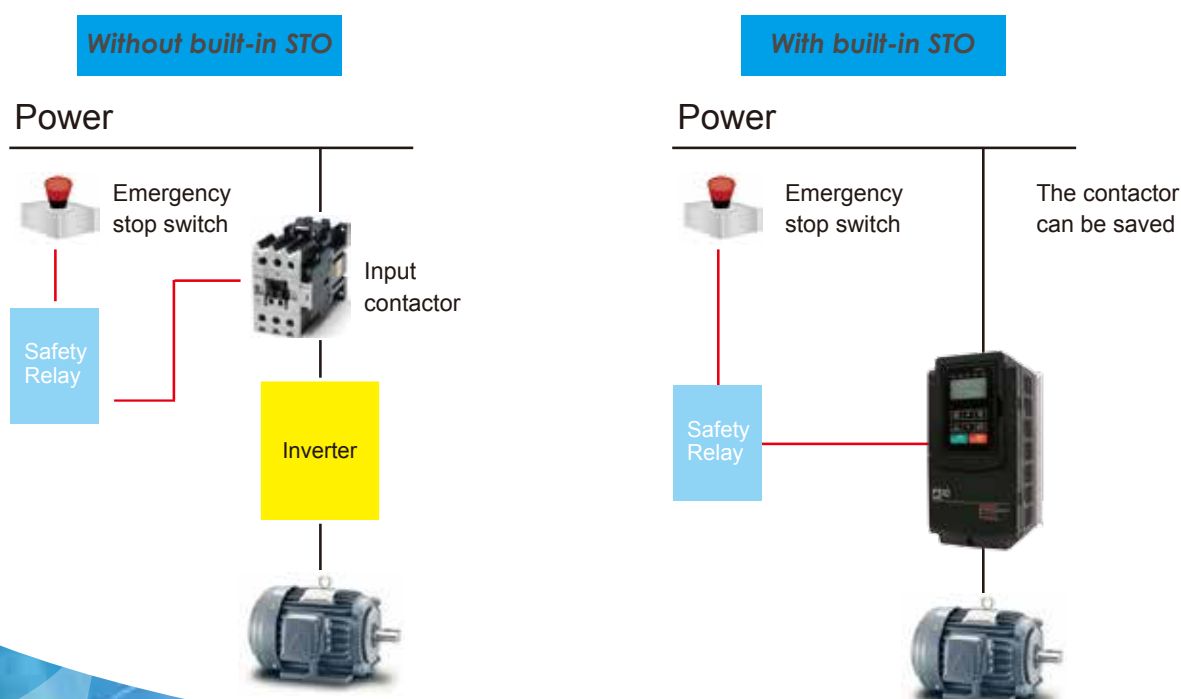 Without built-in STO
Power
Emergency
stop switch
Input
contactor
Safety
Relay
Inverter
With built-in STO
Power
Emergency
stop switch
The contactor
can be saved
Safety
Relay